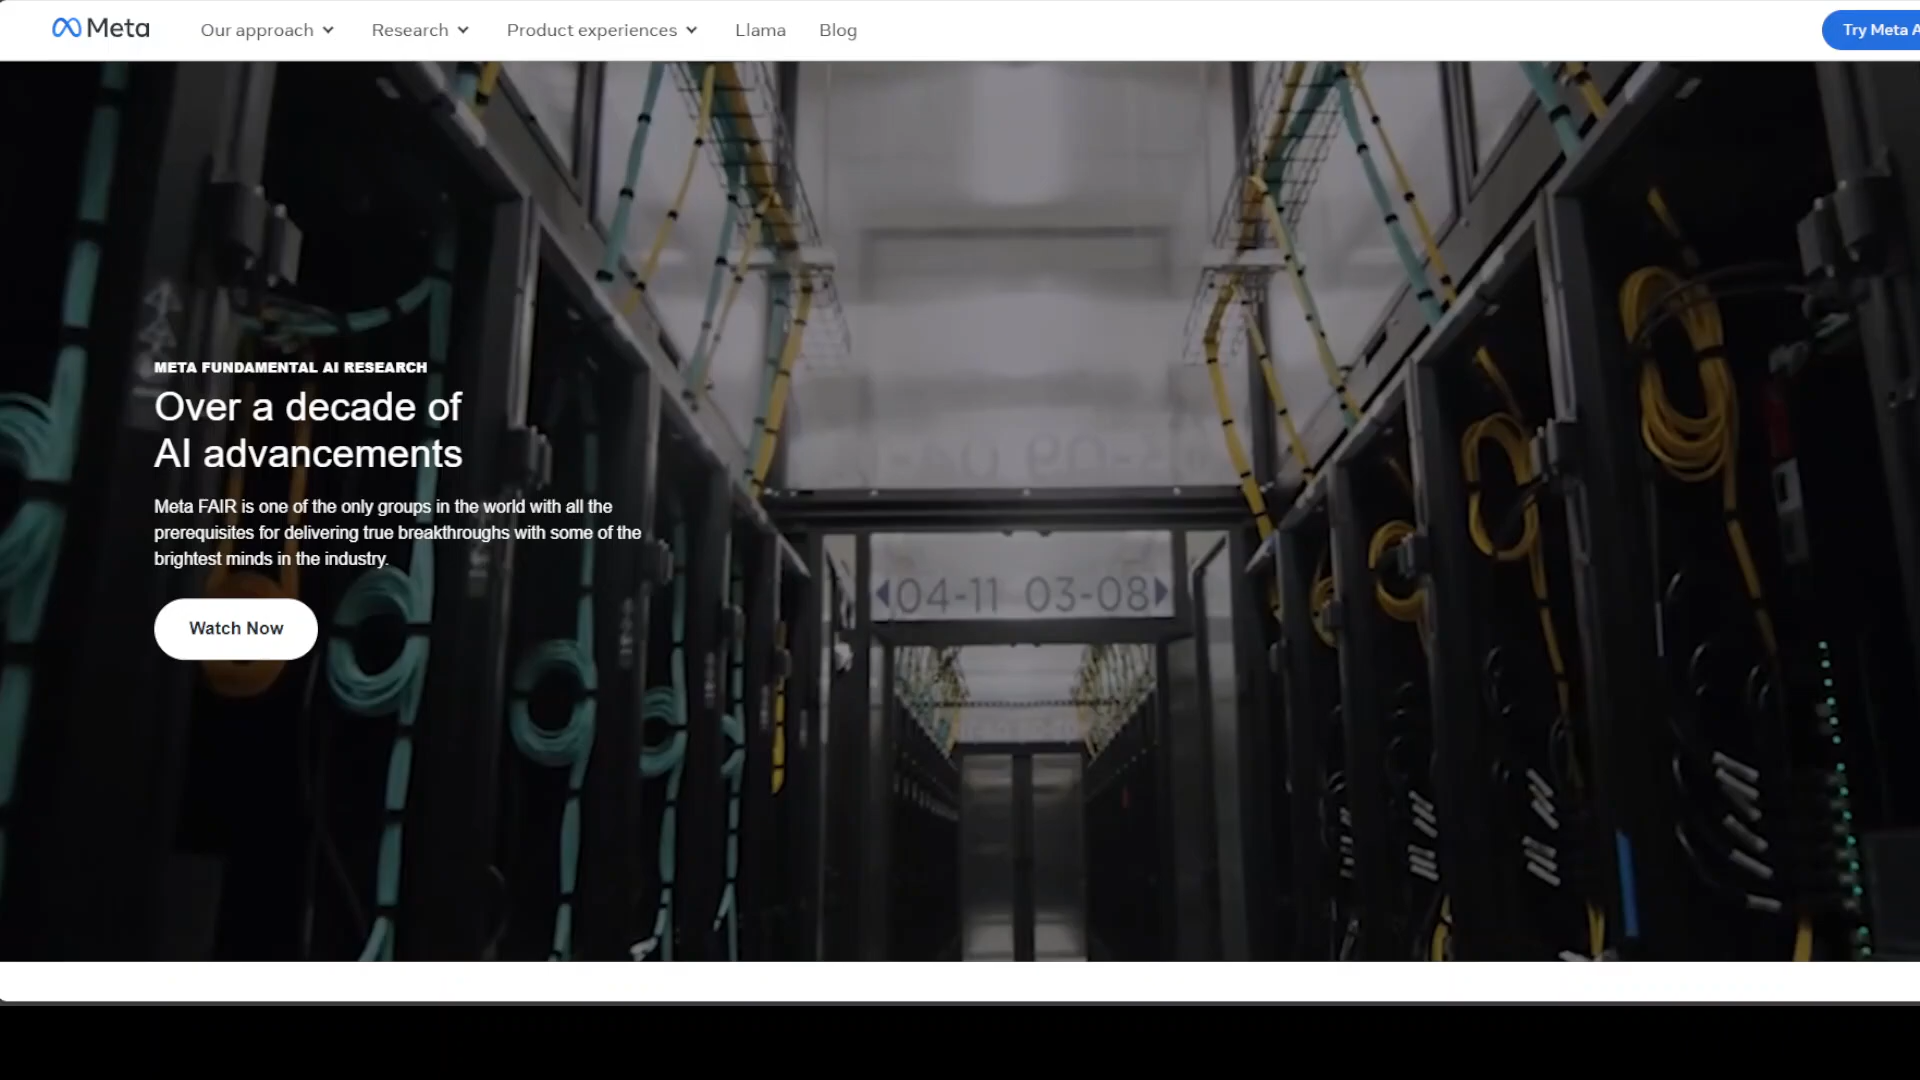 Meta
Our approach
Research
Product experiences
Llama
Blog
Try Meta A
META FUNDAMENTAL AI RESEARCH
Over a decade of
AI advancements
Meta FAIR is one of the only groups in the world with all the
prerequisites for delivering true breakthroughs with some of the
brightest minds in the industry.
Watch Now
04-11 03-08